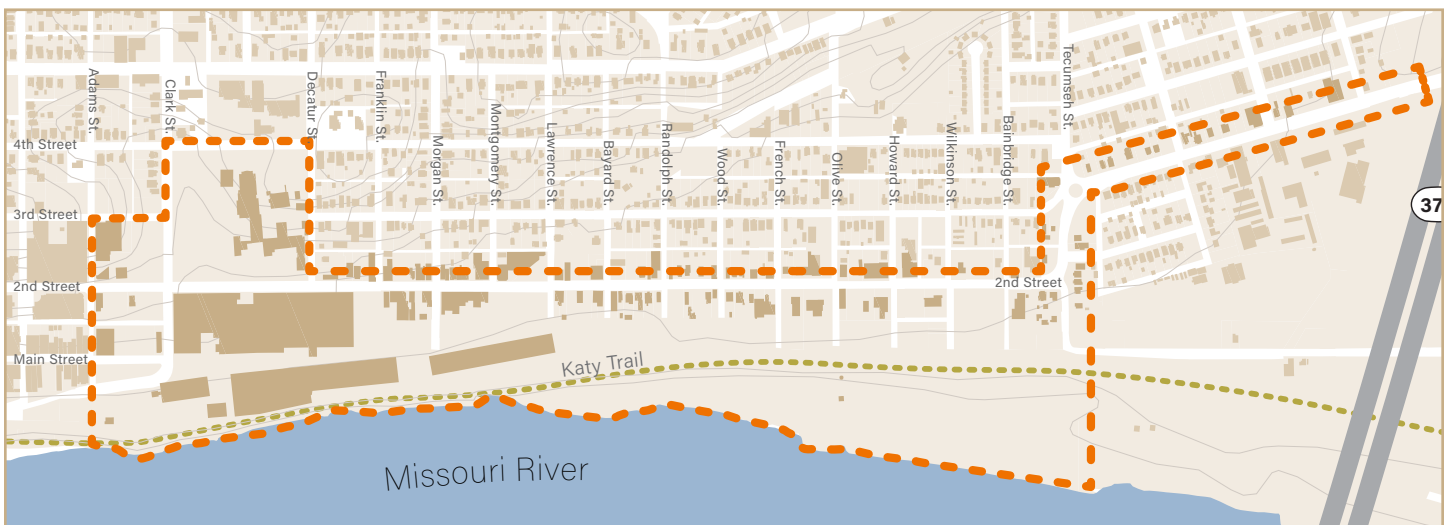 Adams St.
Clark St.
Decatur St
Franklin St.
Morgan St.
Montgomery St.
Lawrence St.
Bayard St.
Randolph St.
Wood St.
French St.
Olive St.
Howard St.
Wilkinson St.
Bainbridge St.
Tecumseh St.
4th Street
3rd Street
2nd Street
2nd Street
Main Street
Katy Trail
Missouri River
37